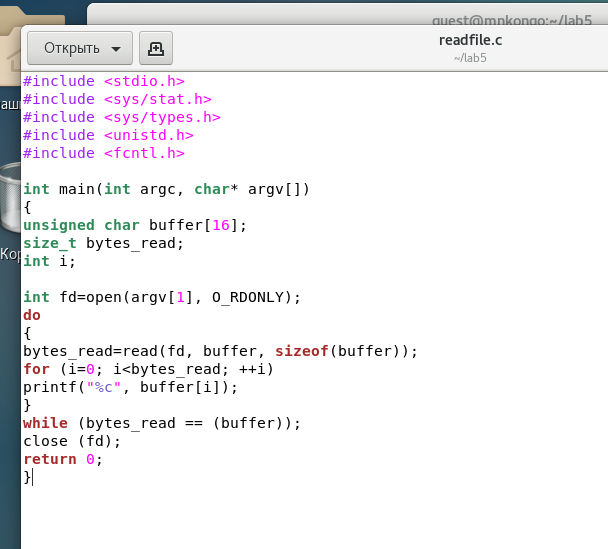 guest@mnkongo:~/lab5
readfile.c
~/lab5
Открыть
#include <stdio.h>
#include <sys/stat.h>
#include <sys/types.h>
#include <unistd.h>
#include <fcntl.h>
int main(int argc, char* argv[])
{
unsigned char buffer[16];
size_t bytes_read;
int i;
int fd=open(argv[1], O_RDONLY);
do
{
bytes_read=read(fd, buffer, sizeof(buffer));
for (i=0; i<bytes_read; ++i)
printf("%c", buffer[i]);
}
while (bytes_read == (buffer));
close (fd);
return 0;
}